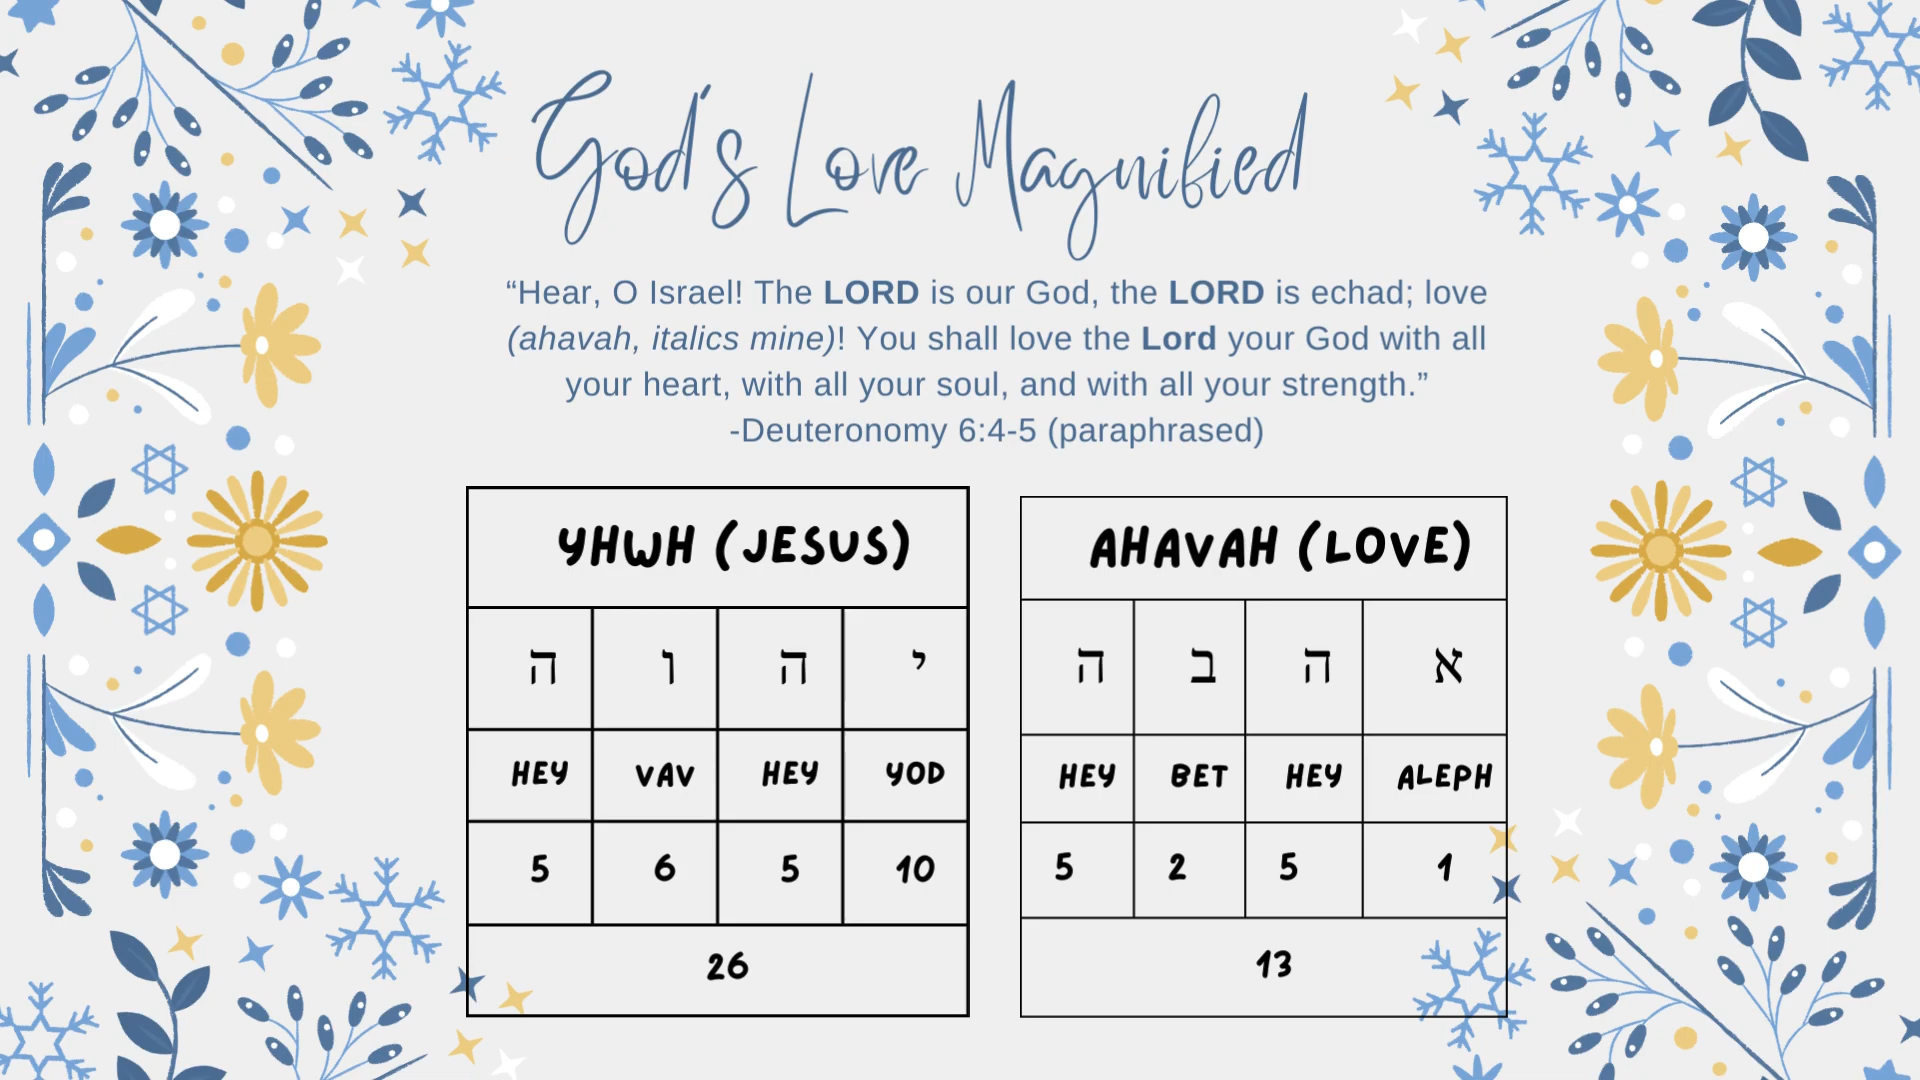 God's Love Magnified
“Hear, O Israel! The LORD is our God, the LORD is echad; love
(ahavah, italics mine)! You shall love the Lord your God with all
your heart, with all your soul, and with all your strength.”
-Deuteronomy 6:4-5 (paraphrased)
YHWH (JESUS)
ה ו ה י
HEY VAV HEY YOD
5 6 5 10
26
AHAVAH (LOVE)
ה ב ה א
HEY BET HEY ALEPH
5 2 5 1
13